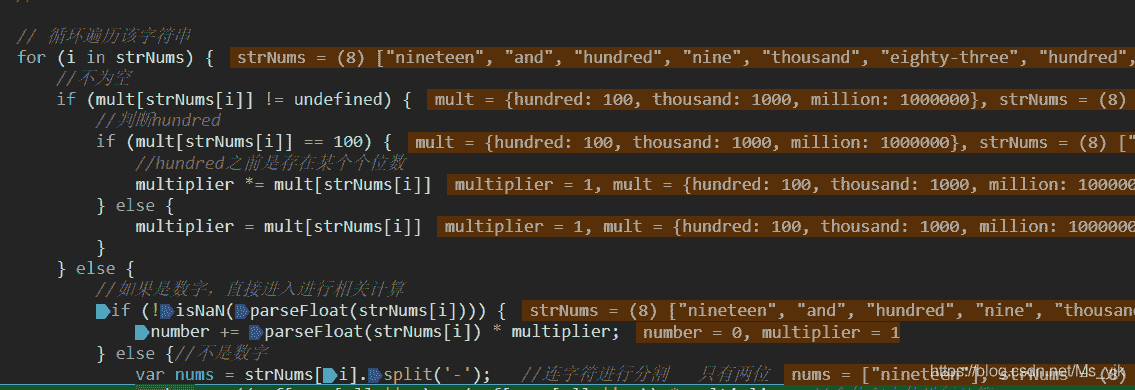 // 循环遍历该字符串
for (i in strNums) { strNums = (8) ["nineteen", "and", "hundred", "nine", "thousand", "eighty-three", "hundred",
//不为空
if (mult[strNums[i]] != undefined) { mult = {hundred: 100, thousand: 1000, million: 1000000}, strNums = (8)
//判断hundred
if (mult[strNums[i]] == 100) { mult = {hundred: 100, thousand: 1000, million: 1000000}, strNums = (8) ["
//hundred之前是存在某个个位数
multiplier *= mult[strNums[i]] multiplier = 1, mult = {hundred: 100, thousand: 1000, million: 1000000
} else {
multiplier = mult[strNums[i]] multiplier = 1, mult = {hundred: 100, thousand: 1000, million: 1000000
}
} else {
//如果是数字，直接进入进行相关计算
if (!isNaN(parseFloat(strNums[i]))) { strNums = (8) ["nineteen", "and", "hundred", "nine", "thousan
number += parseFloat(strNums[i]) * multiplier; number = 0, multiplier = 1
} else {//不是数字
var nums = strNums[i].split('-'); //连字符进行分割 只有两位 nums = ["nineteen"], strNums = (8)
https://blog.csdn.net/Ms_yjk